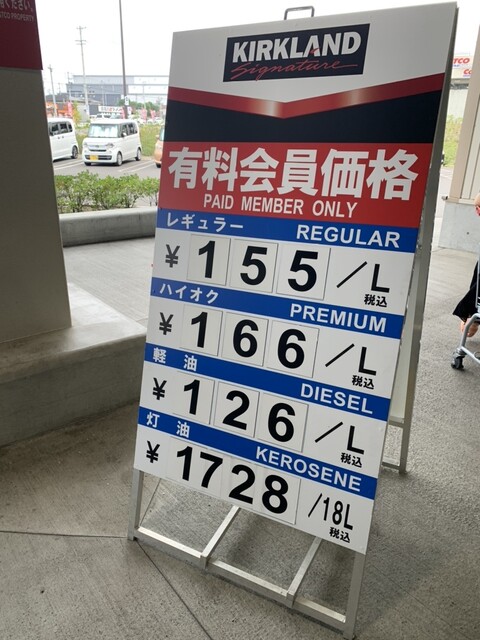 KIRKLAND
Signature
有料会員価格
PAID MEMBER ONLY
レギュラー REGULAR
¥ 155 /L
税込
ハイオク PREMIUM
¥ 166 /L
税込
軽油 DIESEL
¥ 126 /L
税込
灯油 KEROSENE
¥ 1728 /18L
税込